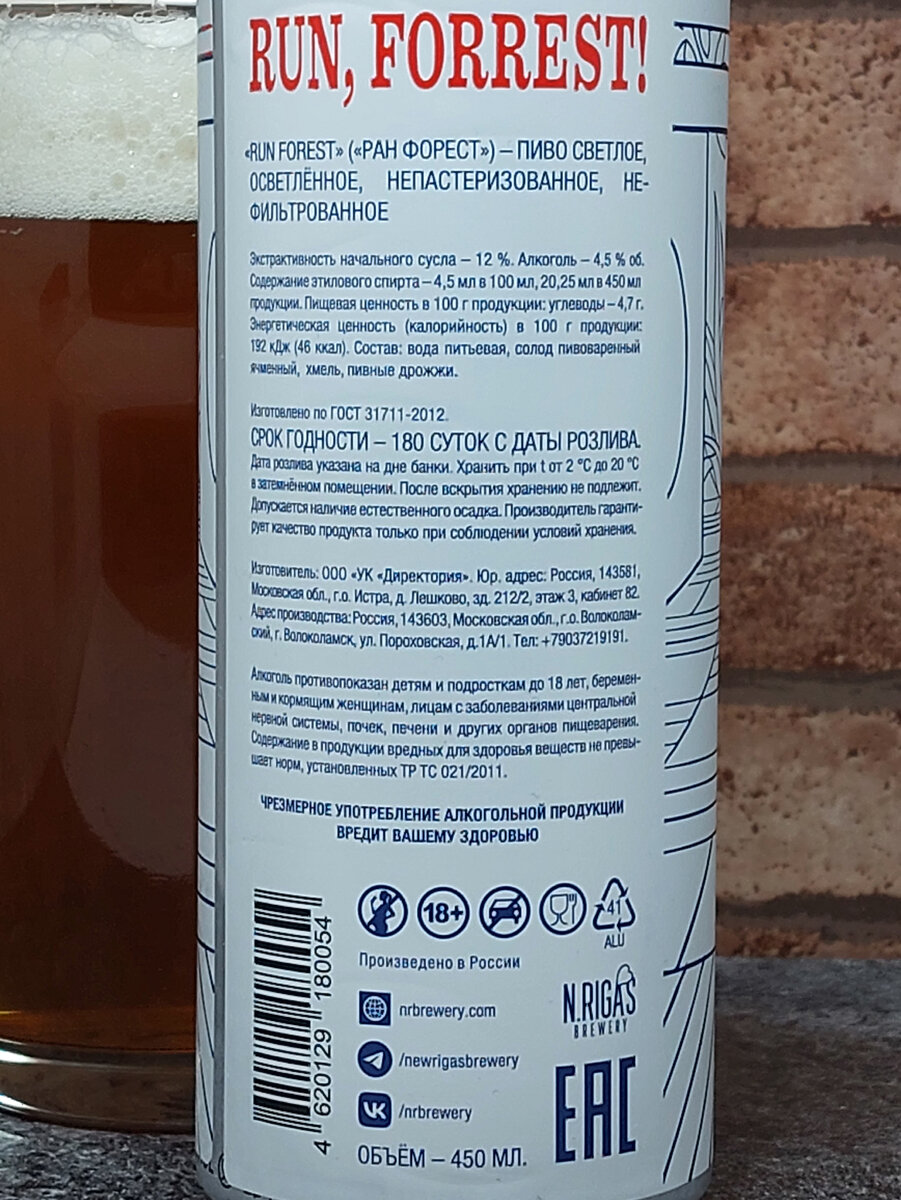 RUN, FORREST!
«RUN FOREST» («РАН ФОРЕСТ») – ПИВО СВЕТЛОЕ,
ОСВЕТЛЁННОЕ, НЕПАСТЕРИЗОВАННОЕ, НЕ-
ФИЛЬТРОВАННОЕ
Экстрактивность начального сусла – 12 %. Алкоголь – 4,5 % об.
Содержание этилового спирта – 4,5 мл в 100 мл, 20,25 мл в 450 мл
продукции. Пищевая ценность в 100 г продукции: углеводы – 4,7 г.
Энергетическая ценность (калорийность) в 100 г продукции:
192 кДж (46 ккал). Состав: вода питьевая, солод пивоваренный
ячменный, хмель, пивные дрожжи.
Изготовлено по ГОСТ 31711-2012.
СРОК ГОДНОСТИ – 180 СУТОК С ДАТЫ РОЗЛИВА.
Дата розлива указана на дне банки. Хранить при t от 2 °С до 20 °С
в затемнённом помещении. После вскрытия хранению не подлежит.
Допускается наличие естественного осадка. Производитель гаранти-
рует качество продукта только при соблюдении условий хранения.
Изготовитель: ООО «УК «Директория». Юр. адрес: Россия, 143581,
Московская обл., г.о. Истра, д. Лешково, зд. 212/2, этаж 3, кабинет 82.
Адрес производства: Россия, 143603, Московская обл., г.о. Волоколам-
ский, г. Волоколамск, ул. Пороховская, д.1А/1. Тел: +79037219191.
Алкоголь противопоказан детям и подросткам до 18 лет, беремен-
ным и кормящим женщинам, лицам с заболеваниями центральной
нервной системы, почек, печени и других органов пищеварения.
Содержание в продукции вредных для здоровья веществ не превы-
шает норм, установленных ТР ТС 021/2011.
ЧРЕЗМЕРНОЕ УПОТРЕБЛЕНИЕ АЛКОГОЛЬНОЙ ПРОДУКЦИИ
ВРЕДИТ ВАШЕМУ ЗДОРОВЬЮ
18+
41
ALU
Произведено в России
nrbrewery.com
/newrigasbrewery
/nrbrewery
ОБЪЁМ – 450 МЛ.
N.RIGAS
BREWERY
EAC
4 620129 180054